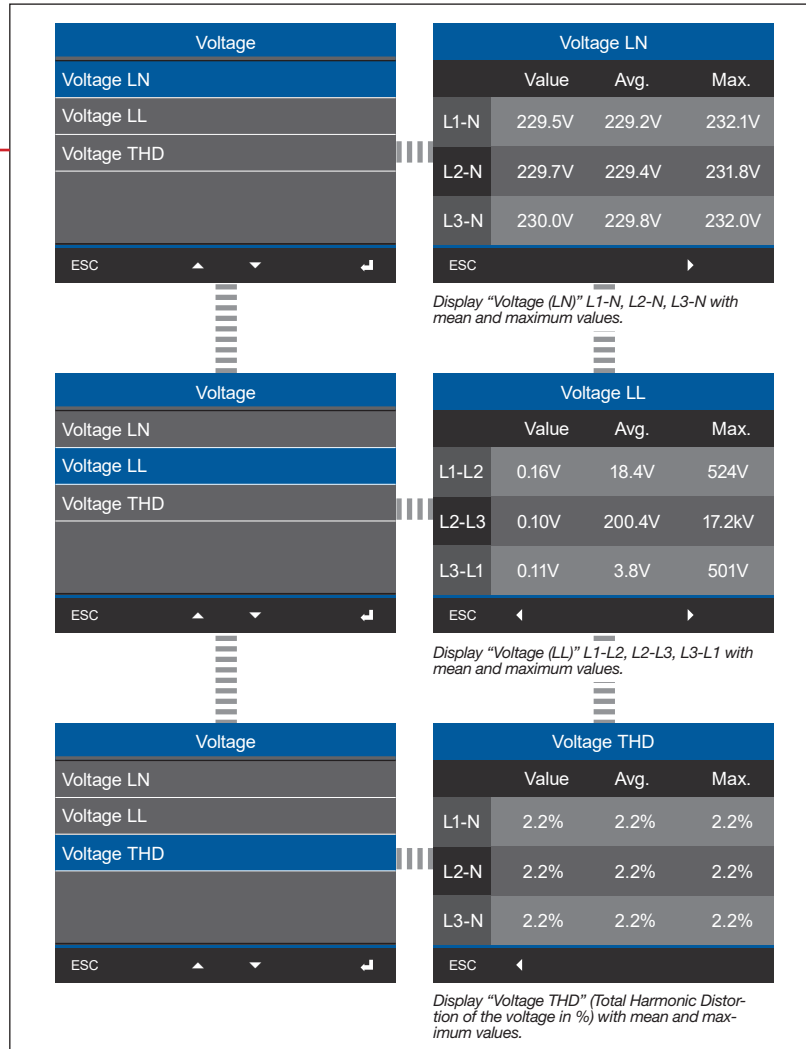 Voltage
Voltage LN
Voltage LL
Voltage THD
ESC
Voltage LN
Value Avg. Max.
L1-N 229.5V 229.2V 232.1V
L2-N 229.7V 229.4V 231.8V
L3-N 230.0V 229.8V 232.0V
ESC
Display “Voltage (LN)” L1-N, L2-N, L3-N with
mean and maximum values.
Voltage
Voltage LN
Voltage LL
Voltage THD
ESC
Voltage LL
Value Avg. Max.
L1-L2 0.16V 18.4V 524V
L2-L3 0.10V 200.4V 17.2kV
L3-L1 0.11V 3.8V 501V
ESC
Display “Voltage (LL)” L1-L2, L2-L3, L3-L1 with
mean and maximum values.
Voltage
Voltage LN
Voltage LL
Voltage THD
ESC
Voltage THD
Value Avg. Max.
L1-N 2.2% 2.2% 2.2%
L2-N 2.2% 2.2% 2.2%
L3-N 2.2% 2.2% 2.2%
ESC
Display “Voltage THD” (Total Harmonic Distor-
tion of the voltage in %) with mean and max-
imum values.